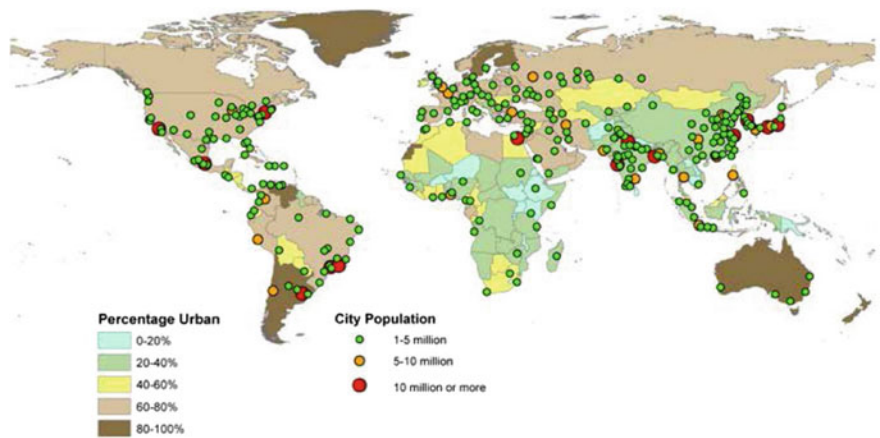 Percentage Urban
0-20%
20-40%
40-60%
60-80%
80-100%
City Population
1-5 million
5-10 million
10 million or more